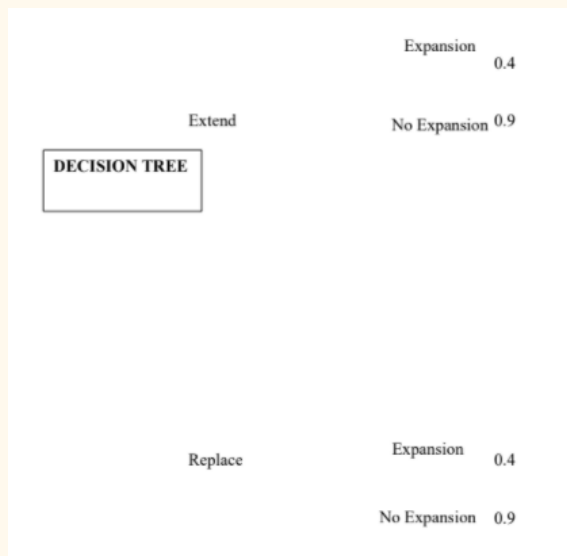 Expansion
0.4
Extend
No Expansion 0.9
DECISION TREE
Replace
Expansion
0.4
No Expansion 0.9